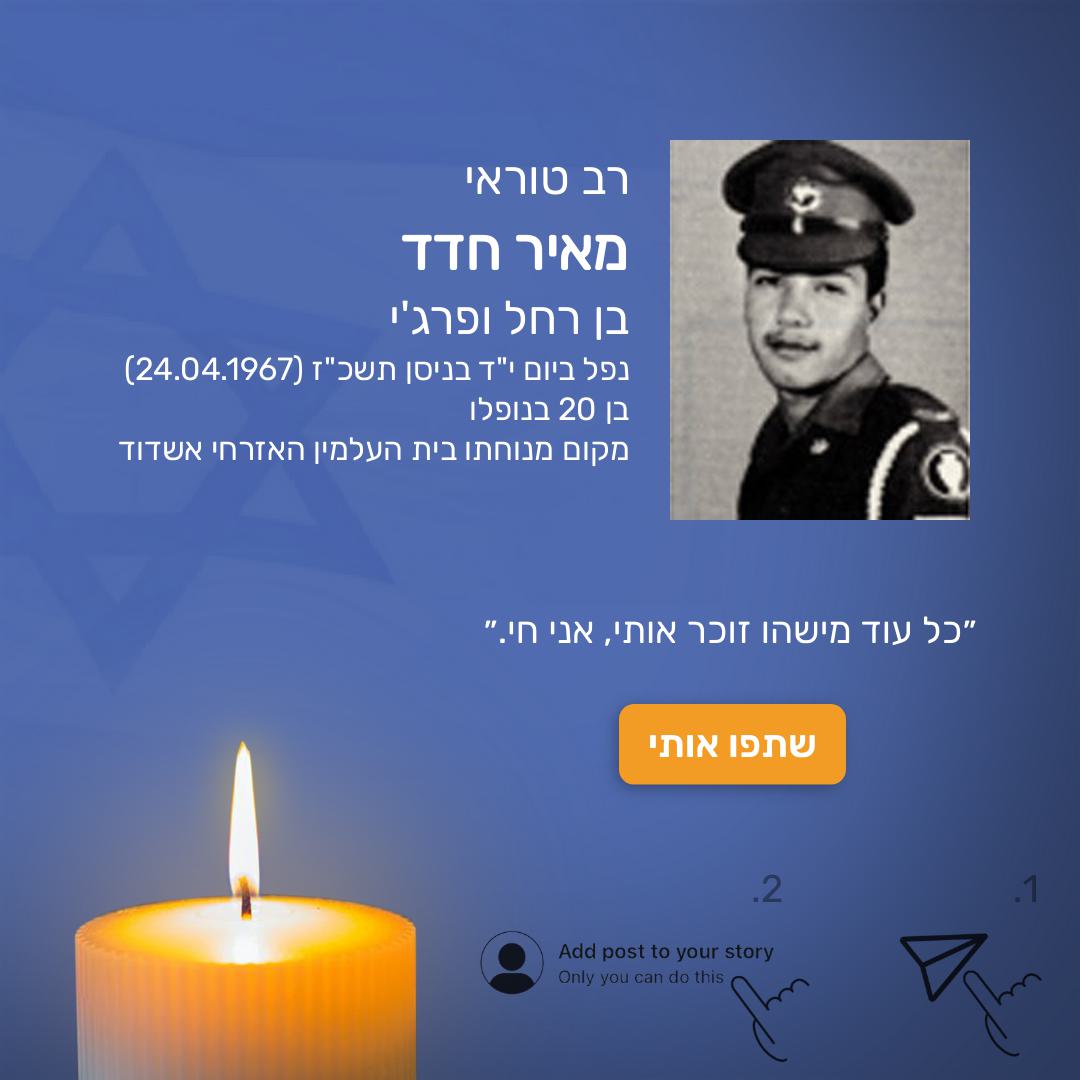 רב טוראי
מאיר חדד
בן רחל ופרג'י
נפל ביום י"ד בניסן תשכ"ז (24.04.1967)
בן 20 בנופלו
מקום מנוחתו בית העלמין האזרחי אשדוד
״כל עוד מישהו זוכר אותי, אני חי.״
שתפו אותי
1.
2.
Add post to your story
Only you can do this